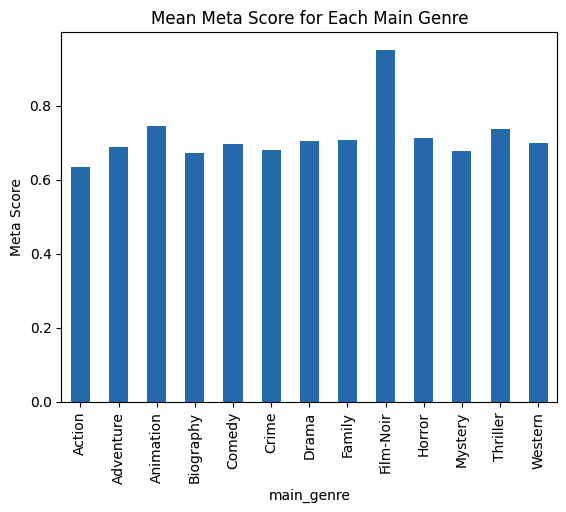 Mean Meta Score for Each Main Genre
Meta Score
0.8
0.6
0.4
0.2
0.0
Action
Adventure
Animation
Biography
Comedy
Crime
Drama
Family
Film-Noir
Horror
Mystery
Thriller
Western
main_genre